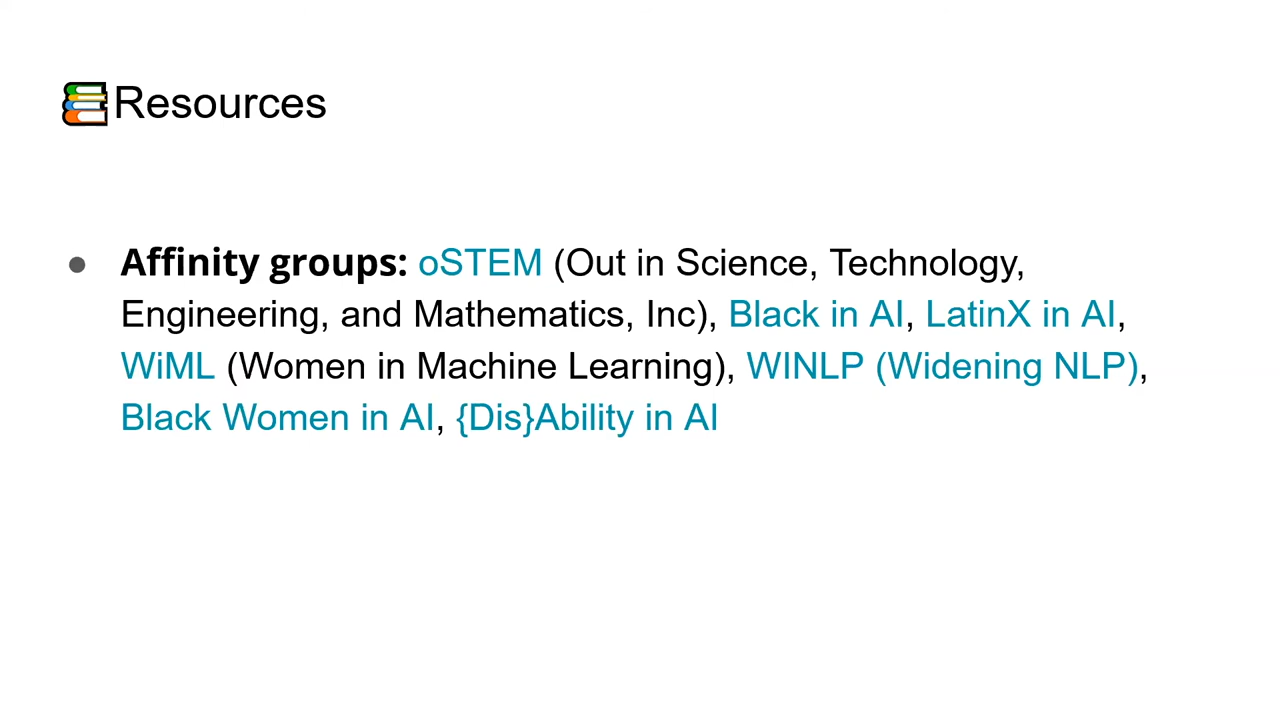 Resources
● Affinity groups: oSTEM (Out in Science, Technology,
Engineering, and Mathematics, Inc), Black in AI, LatinX in AI,
WiML (Women in Machine Learning), WINLP (Widening NLP),
Black Women in AI, {Dis}Ability in AI